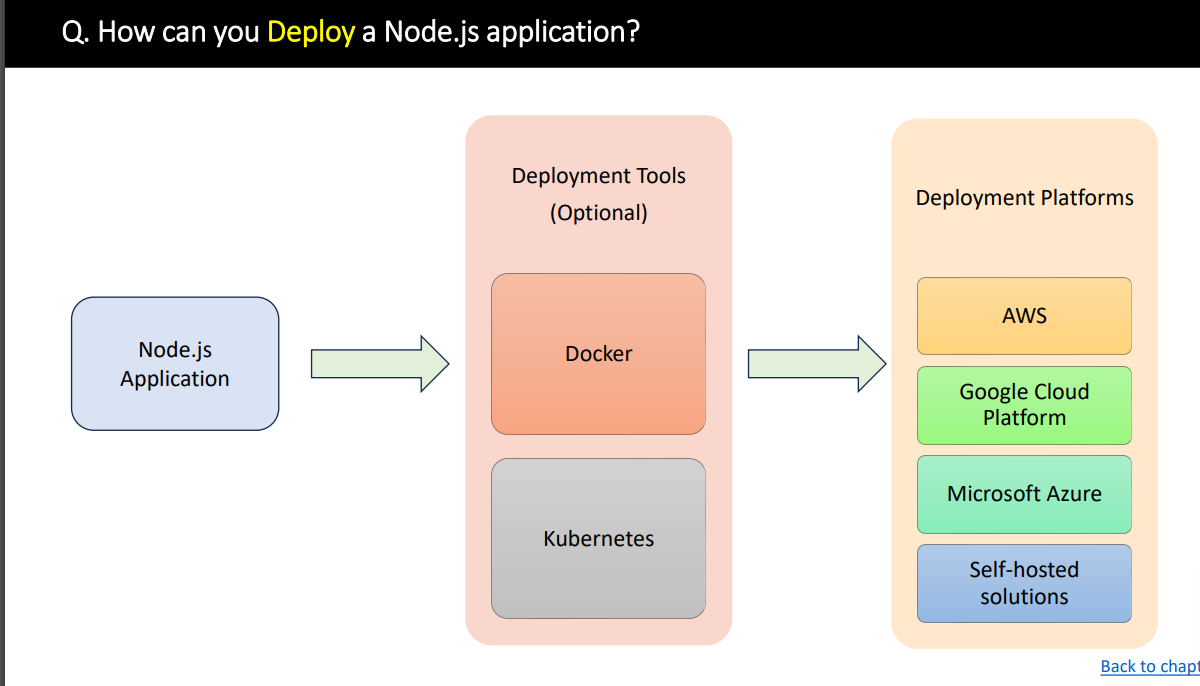 Q. How can you Deploy a Node.js application?
Node.js
Application
Deployment Tools
(Optional)
Docker
Kubernetes
Deployment Platforms
AWS
Google Cloud
Platform
Microsoft Azure
Self-hosted
solutions
Back to chapt